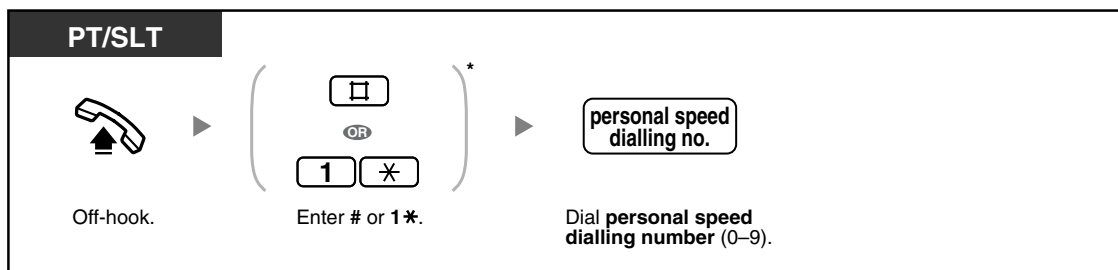 PT/SLT
*
#
OR
1 *
personal speed
dialling no.
Off-hook.
Enter # or 1*.
Dial personal speed
dialling number (0–9).